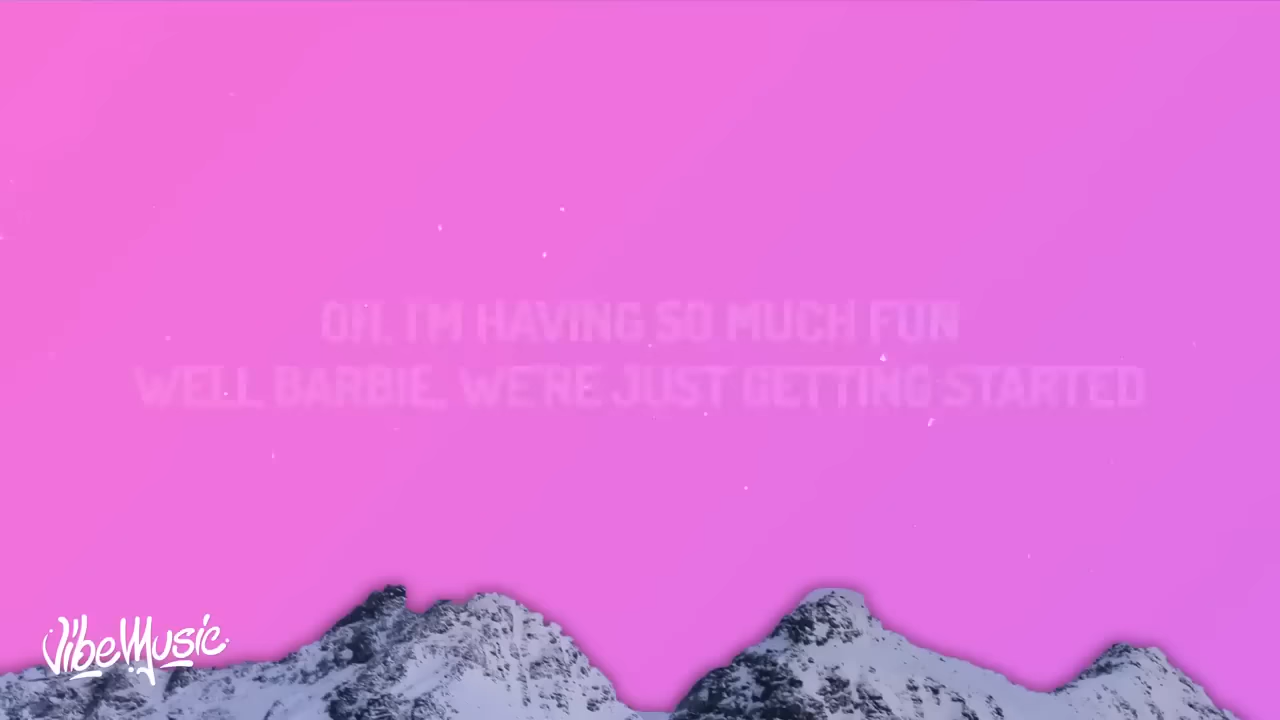 OH, I'M HAVING SO MUCH FUN
WELL BARBIE, WE'RE JUST GETTING STARTED
VibeMusic